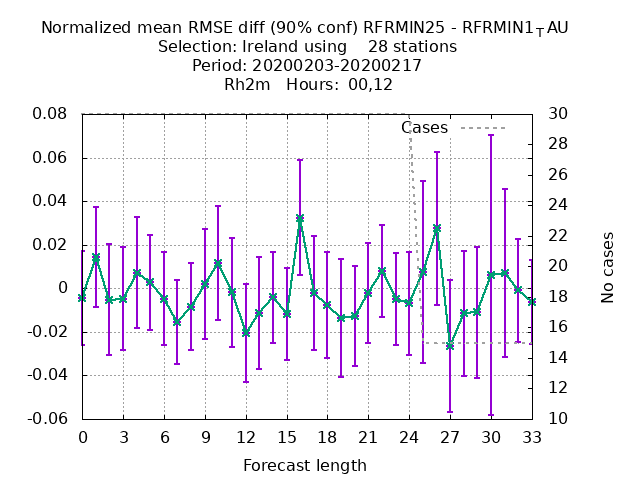 Normalized mean RMSE diff (90% conf) RFRMIN25 - RFRMIN1_TAU
Selection: Ireland using 28 stations
Period: 20200203-20200217
Rh2m Hours: 00,12
Cases
0.08
0.06
0.04
0.02
0
-0.02
-0.04
-0.06
30
28
26
24
22
20
18
16
14
12
10
No cases
0 3 6 9 12 15 18 21 24 27 30 33
Forecast length